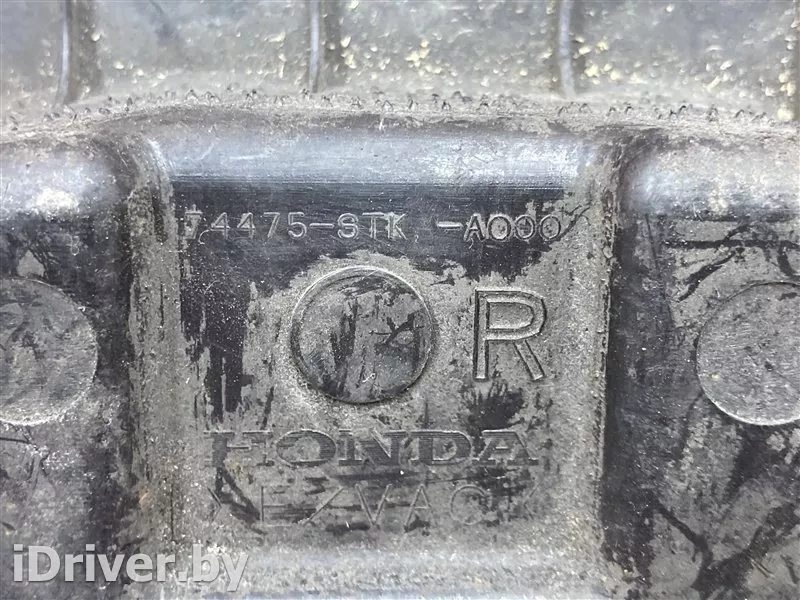 74475-STK -A000
R
HONDA
iDriver.by